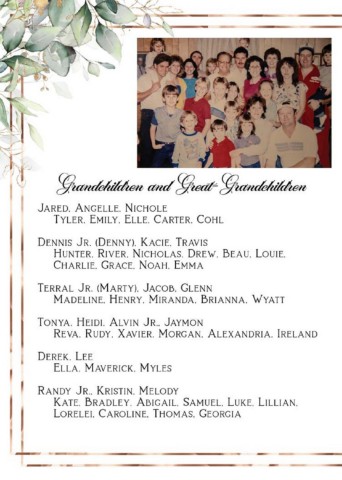 Grandchildren and Great-Grandchildren
Jared, Angelle, Nichole
Tyler, Emily, Elle, Carter, Cohl
Dennis Jr. (Denny), Kacie, Travis
Hunter, River, Nicholas, Drew, Beau, Louie,
Charlie, Grace, Noah, Emma
Terral Jr. (Marty), Jacob, Glenn
Madeline, Henry, Miranda, Brianna, Wyatt
Tonya, Heidi, Alvin Jr., Jaymon
Reva, Rudy, Xavier, Morgan, Alexandria, Ireland
Derek, Lee
Ella, Maverick, Myles
Randy Jr., Kristin, Melody
Kate, Bradley, Abigail, Samuel, Luke, Lillian,
Lorelei, Caroline, Thomas, Georgia